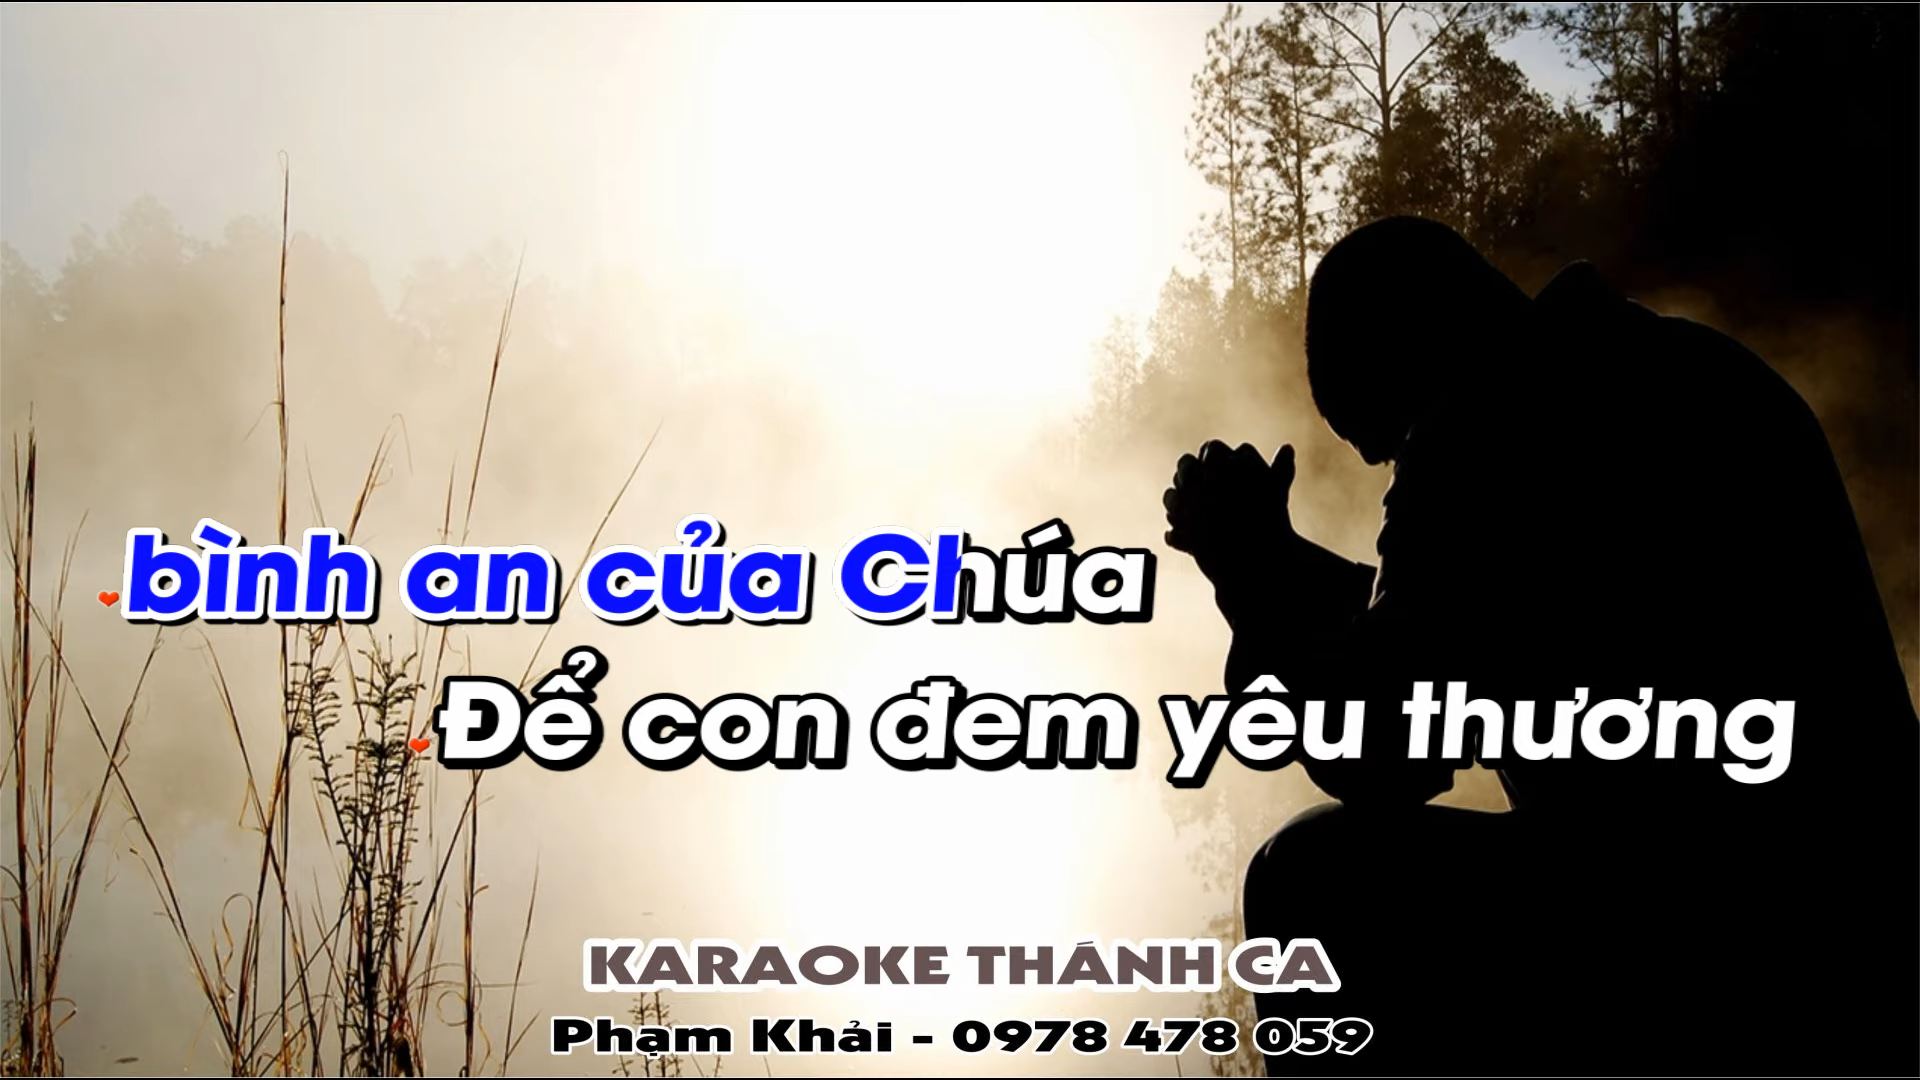 bình an của Chúa
Để con đem yêu thương
KARAOKE THÁNH CA
Phạm Khải - 0978 478 059